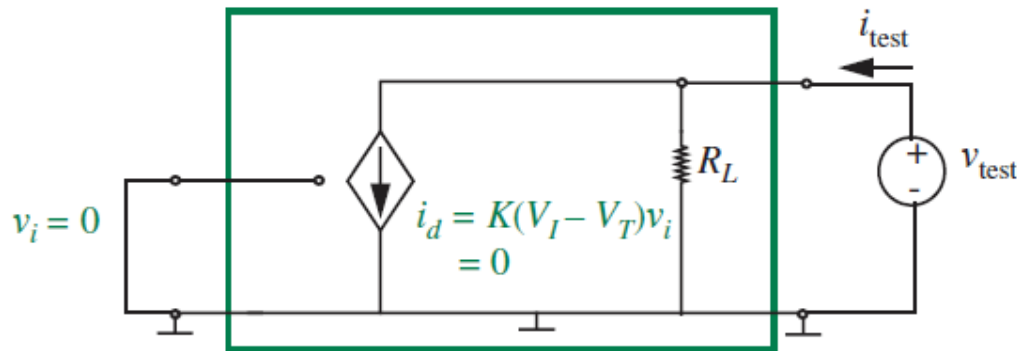 i_test
v_test
+
-
R_L
v_i = 0
i_d = K(V_I – V_T)v_i
= 0